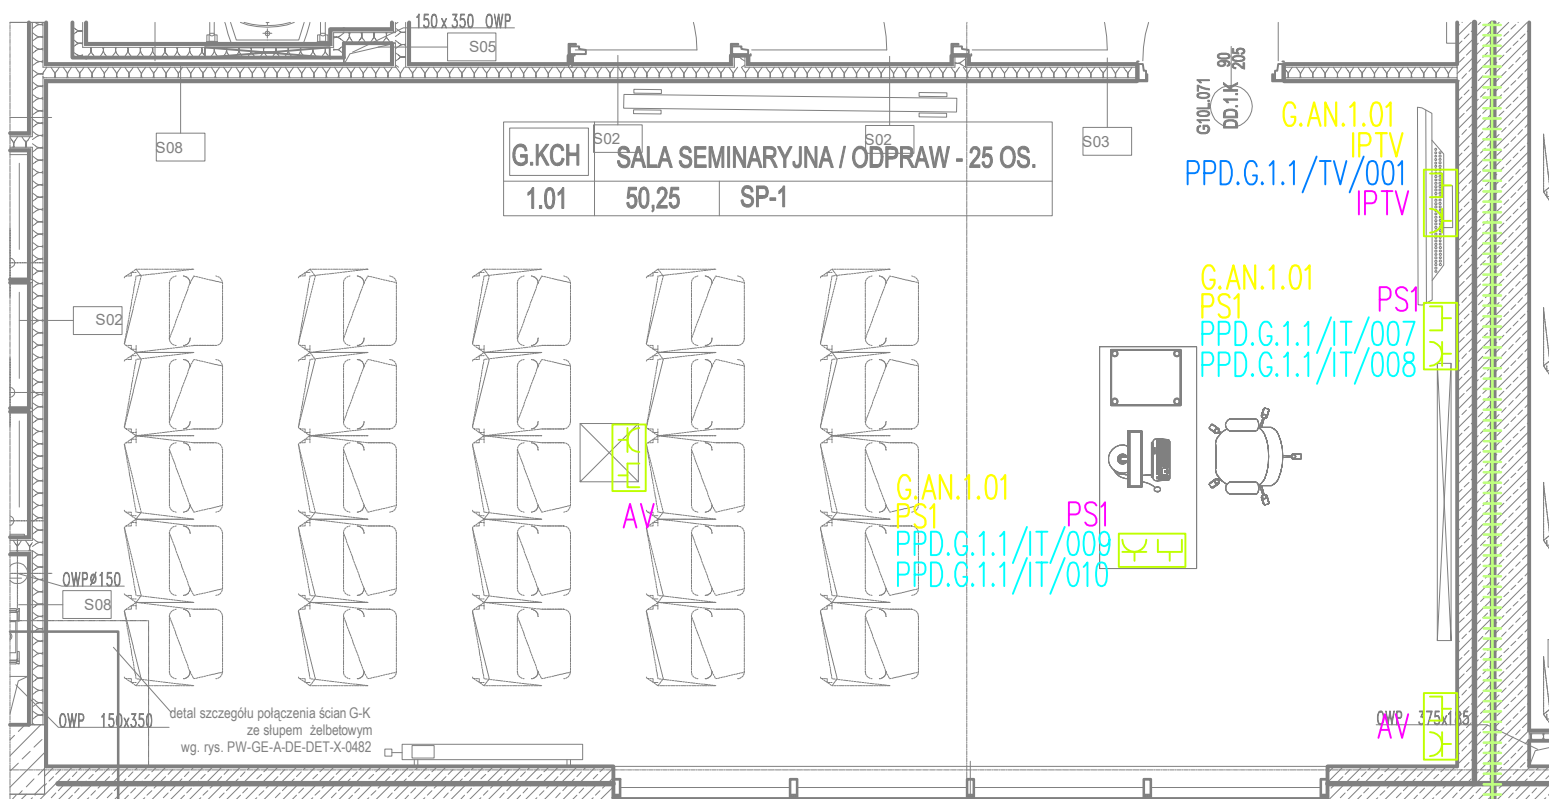 150 x 350 OWP
S05
90
205
G10L.071
DD.1.K
S08
S02
S02
S03
G.KCH
SALA SEMINARYJNA / ODPRAW - 25 OS.
1.01
50,25
SP-1
G.AN.1.01
IPTV
PPD.G.1.1/TV/001
IPTV
G.AN.1.01
PS1
PS1
PPD.G.1.1/IT/007
PPD.G.1.1/IT/008
S02
G.AN.1.01
PS1
PS1
PPD.G.1.1/IT/009
PPD.G.1.1/IT/010
AV
OWPø150
S08
OWP 150x350
detal szczegółu połączenia ścian G-K
ze słupem żelbetowym
wg. rys. PW-GE-A-DE-DET-X-0482
OWP 375x185
AV